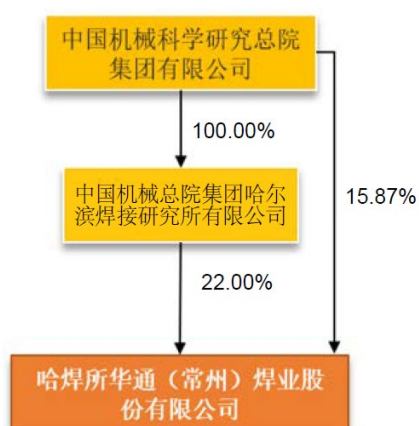 中国机械科学研究总院
集团有限公司
100.00%
中国机械总院集团哈尔
滨焊接研究所有限公司
15.87%
22.00%
哈焊所华通（常州）焊业股
份有限公司